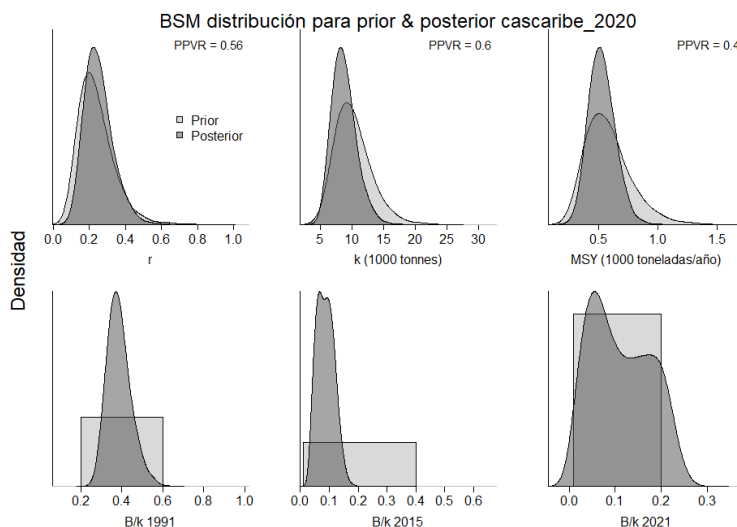 BSM distribución para prior & posterior cascaribe_2020
PPVR = 0.56
PPVR = 0.6
PPVR = 0.4
Prior
Posterior
0.0 0.2 0.4 0.6 0.8 1.0
r
5 10 15 20 25 30
k (1000 tonnes)
0.5 1.0 1.5
MSY (1000 toneladas/año)
Densidad
0.2 0.4 0.6 0.8 1.0
B/k 1991
0.0 0.1 0.2 0.3 0.4 0.5 0.6
B/k 2015
0.0 0.1 0.2 0.3
B/k 2021